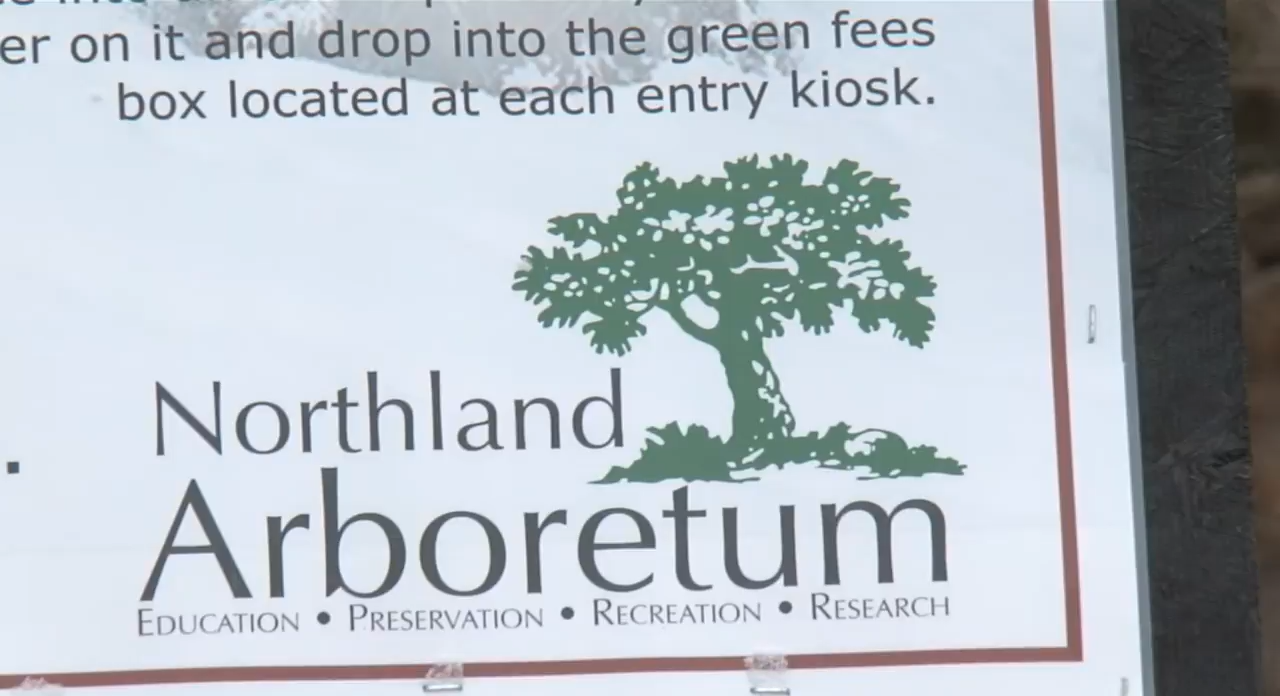 er on it and drop into the green fees
box located at each entry kiosk.
Northland
Arboretum
EDUCATION • PRESERVATION • RECREATION • RESEARCH